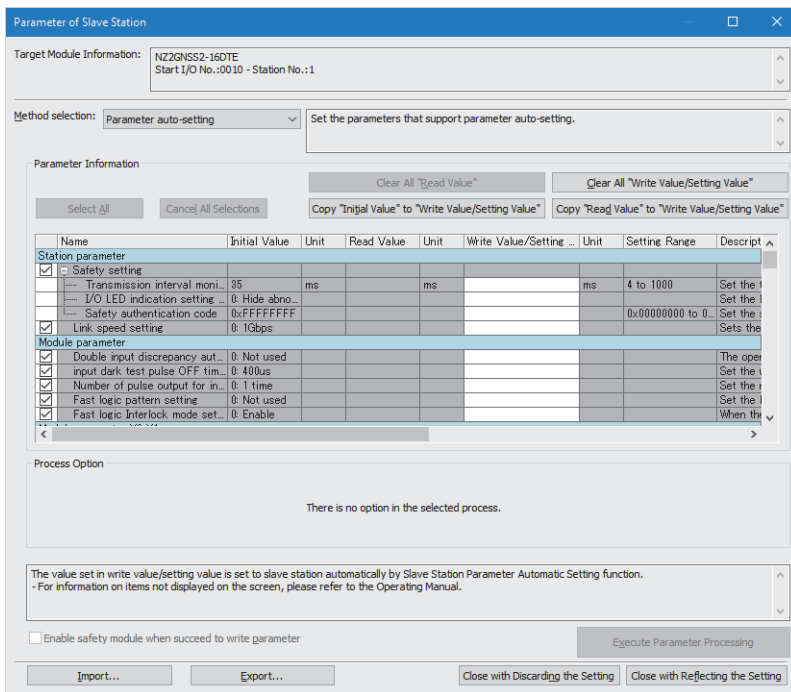 Parameter of Slave Station
Target Module Information:
NZ2GNSS2-16DTE
Start I/O No.:0010 - Station No.:1
Method selection: Parameter auto-setting
Set the parameters that support parameter auto-setting.
Parameter Information
Clear All "Read Value" Clear All "Write Value/Setting Value"
Select All Cancel All Selections Copy "Initial Value" to "Write Value/Setting Value" Copy "Read Value" to "Write Value/Setting Value"
Name Initial Value Unit Read Value Unit Write Value/Setting ... Unit Setting Range Descript
Station parameter
Safety setting
Transmission interval moni... 35 ms ms ms 4 to 1000 Set the
I/O LED indication setting ... 0: Hide abno... Set the
Safety authentication code 0xFFFFFFFF 0x00000000 to 0... Set the
Link speed setting 0: 1Gbps Sets the
Module parameter
Double input discrepancy aut... 0: Not used The oper
input dark test pulse OFF tim... 0: 400us Set the
Number of pulse output for in... 0: 1 time Set the
Fast logic pattern setting 0: Not used Set the
Fast logic Interlock mode set... 0: Enable When the
Process Option
There is no option in the selected process.
The value set in write value/setting value is set to slave station automatically by Slave Station Parameter Automatic Setting function.
- For information on items not displayed on the screen, please refer to the Operating Manual.
Enable safety module when succeed to write parameter
Execute Parameter Processing
Import... Export... Close with Discarding the Setting Close with Reflecting the Setting